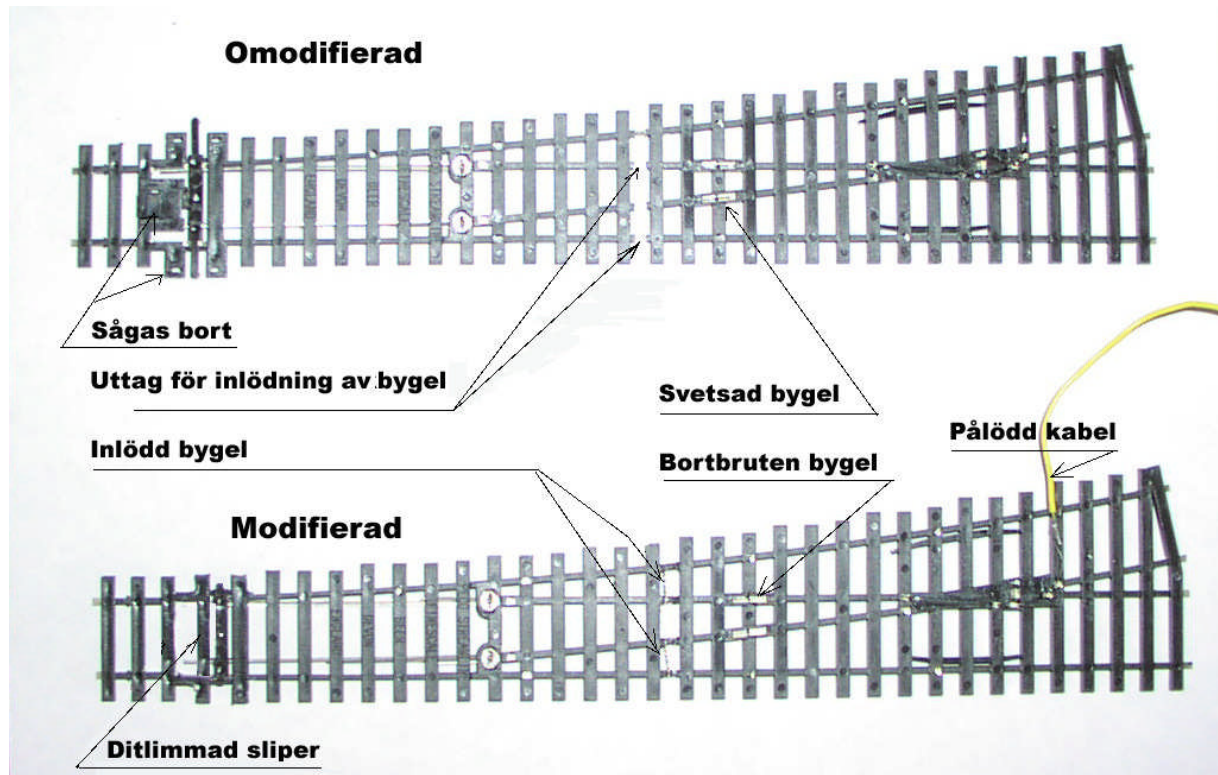 Omodifierad
Sågas bort
Uttag för inlödning av bygel
Svetsad bygel
Inlödd bygel
Pålödd kabel
Bortbruten bygel
Modifierad
Ditlimmad sliper